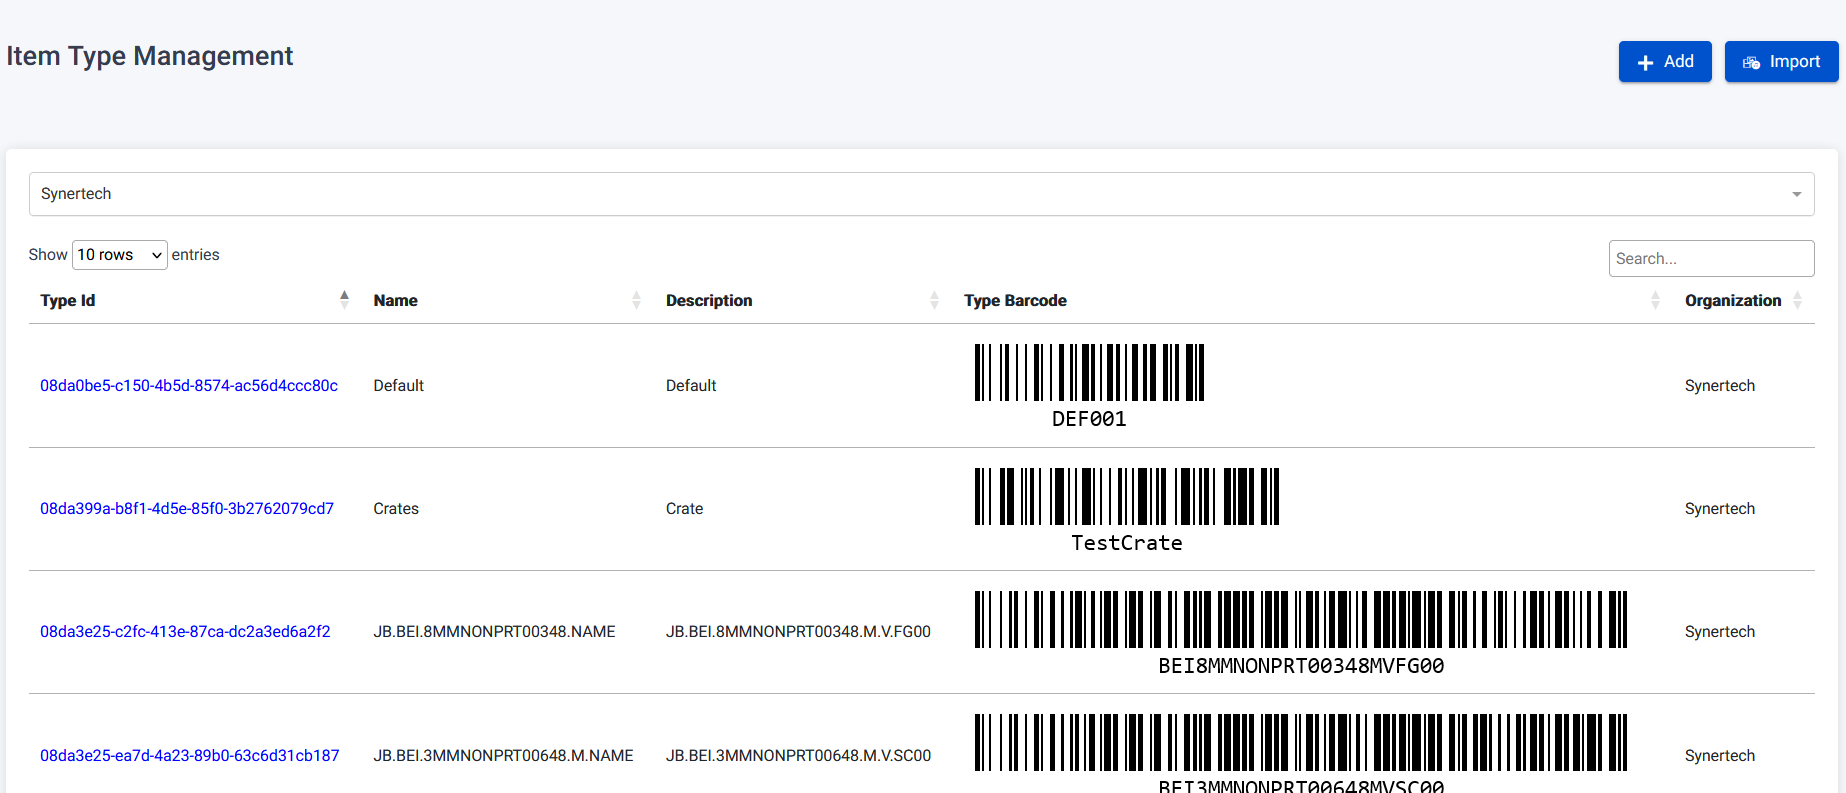 Item Type Management
Add
Import
Synertech
Show 10 rows entries
Search...
Type Id Name Description Type Barcode Organization
08da0be5-c150-4b5d-8574-ac56d4ccc80c Default Default Synertech
DEF001
08da399a-b8f1-4d5e-85f0-3b2762079cd7 Crates Crate Synertech
TestCrate
08da3e25-c2fc-413e-87ca-dc2a3ed6a2f2 JB.BEI.8MMNONPRT00348.NAME JB.BEI.8MMNONPRT00348.M.V.FG00 Synertech
BEI8MMNONPRT00348MVFG00
08da3e25-ea7d-4a23-89b0-63c6d31cb187 JB.BEI.3MMNONPRT00648.M.NAME JB.BEI.3MMNONPRT00648.M.V.SC00 Synertech
BEI3MMNONPRT00648MVSC00